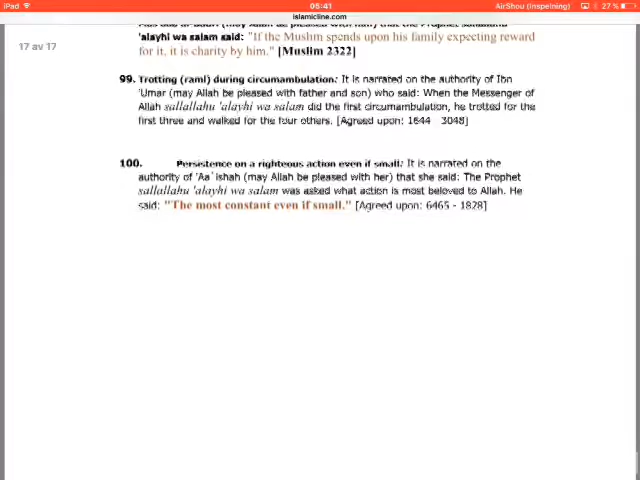 iPad 05:41 AirShou (Inspelning) 27 %
islamicline.com
17 av 17
'alayhi wa salam said: "If the Muslim spends upon his family expecting reward
for it, it is charity by him." [Muslim 2322]
99. Trotting (raml) during circumambulation: It is narrated on the authority of Ibn
'Umar (may Allah be pleased with father and son) who said: When the Messenger of
Allah sallallahu 'alayhi wa salam did the first circumambulation, he trotted for the
first three and walked for the four others. [Agreed upon: 1644 3048]
100. Persistence on a righteous action even if small: It is narrated on the
authority of 'Aa'ishah (may Allah be pleased with her) that she said: The Prophet
sallallahu 'alayhi wa salam was asked what action is most beloved to Allah. He
said: "The most constant even if small." [Agreed upon: 6465 - 1828]